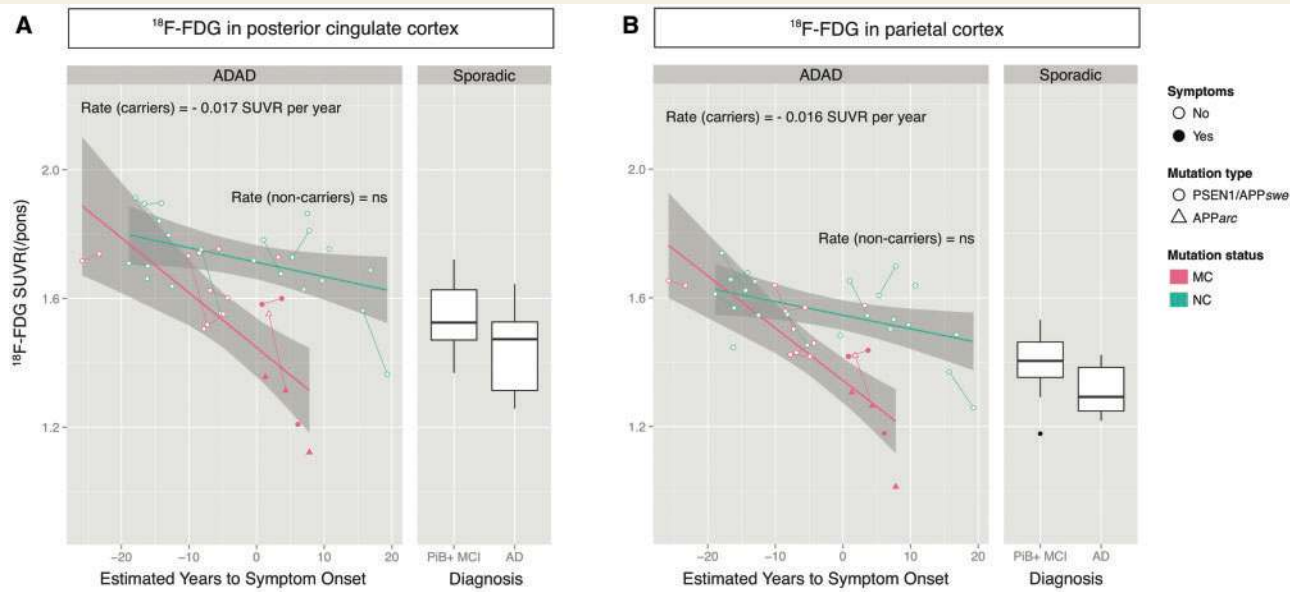 A
¹⁸F-FDG in posterior cingulate cortex
ADAD
Sporadic
Rate (carriers) = - 0.017 SUVR per year
Rate (non-carriers) = ns
¹⁸F-FDG SUVR(/pons)
2.0
1.6
1.2
−20
−10
0
10
20
PiB+ MCI
AD
Estimated Years to Symptom Onset
Diagnosis
B
¹⁸F-FDG in parietal cortex
ADAD
Sporadic
Rate (carriers) = - 0.016 SUVR per year
Rate (non-carriers) = ns
2.0
1.6
1.2
−20
−10
0
10
20
PiB+ MCI
AD
Estimated Years to Symptom Onset
Diagnosis
Symptoms
No
Yes
Mutation type
PSEN1/APPswe
APParc
Mutation status
MC
NC